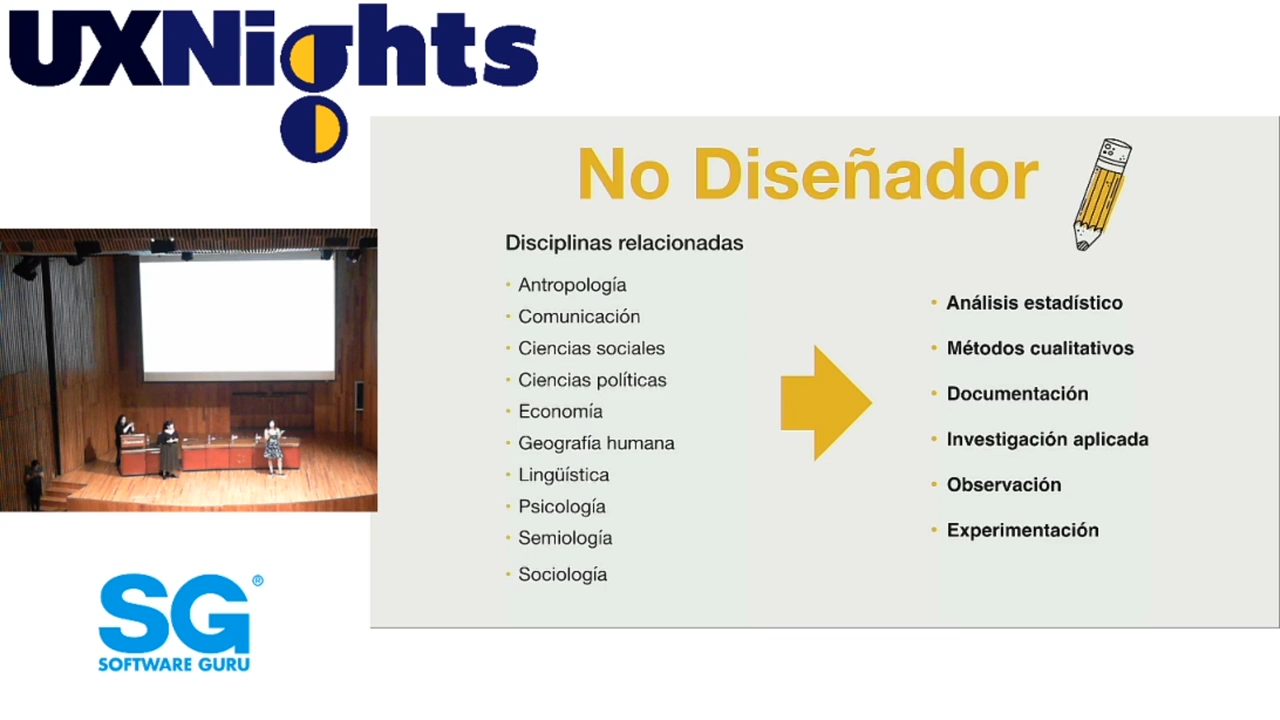 UXNights
No Diseñador
Disciplinas relacionadas
• Antropología
• Comunicación
• Ciencias sociales
• Ciencias políticas
• Economía
• Geografía humana
• Lingüística
• Psicología
• Semiología
• Sociología
• Análisis estadístico
• Métodos cualitativos
• Documentación
• Investigación aplicada
• Observación
• Experimentación
SG®
SOFTWARE GURU